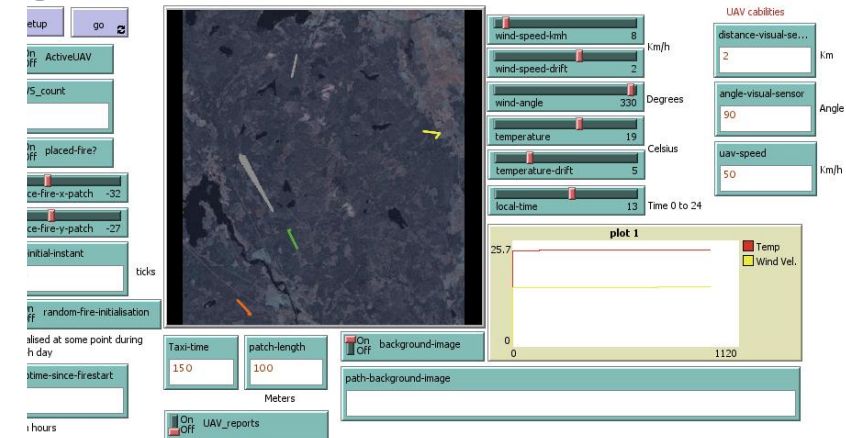 etup
go
On
Off
ActiveUAV
S_count
n
ff
placed-fire?
ce-fire-x-patch -32
ce-fire-y-patch -27
initial-instant
ticks
n
ff
random-fire-initialisation
alised at some point during
h day
time-since-firestart
hours
Taxi-time
150
patch-length
100
Meters
On
Off
UAV_reports
On
Off
background-image
path-background-image
wind-speed-kmh 8
Km/h
wind-speed-drift 2
wind-angle 330
Degrees
temperature 19
Celsius
temperature-drift 5
local-time 13
Time 0 to 24
plot 1
25.7
0
0
1120
Temp
Wind Vel.
UAV cabilities
distance-visual-se...
2
Km
angle-visual-sensor
90
Angle
uav-speed
50
Km/h